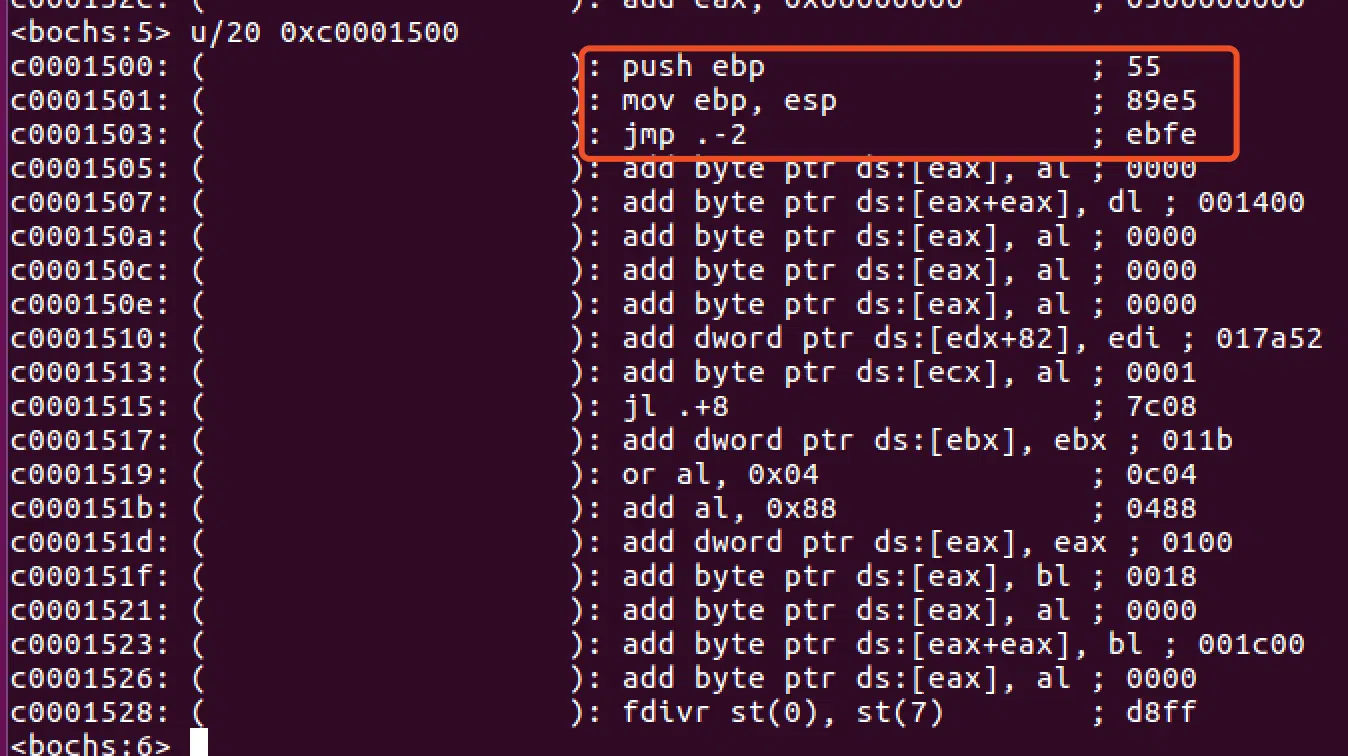 c000152c: ( ): add eax, 0x00000000 ; 0500000000
<bochs:5> u/20 0xc0001500
c0001500: ( ): push ebp ; 55
c0001501: ( ): mov ebp, esp ; 89e5
c0001503: ( ): jmp .-2 ; ebfe
c0001505: ( ): add byte ptr ds:[eax], al ; 0000
c0001507: ( ): add byte ptr ds:[eax+eax], dl ; 001400
c000150a: ( ): add byte ptr ds:[eax], al ; 0000
c000150c: ( ): add byte ptr ds:[eax], al ; 0000
c000150e: ( ): add byte ptr ds:[eax], al ; 0000
c0001510: ( ): add dword ptr ds:[edx+82], edi ; 017a52
c0001513: ( ): add byte ptr ds:[ecx], al ; 0001
c0001515: ( ): jl .+8 ; 7c08
c0001517: ( ): add dword ptr ds:[ebx], ebx ; 011b
c0001519: ( ): or al, 0x04 ; 0c04
c000151b: ( ): add al, 0x88 ; 0488
c000151d: ( ): add dword ptr ds:[eax], eax ; 0100
c000151f: ( ): add byte ptr ds:[eax], bl ; 0018
c0001521: ( ): add byte ptr ds:[eax], al ; 0000
c0001523: ( ): add byte ptr ds:[eax+eax], bl ; 001c00
c0001526: ( ): add byte ptr ds:[eax], al ; 0000
c0001528: ( ): fdivr st(0), st(7) ; d8ff
<bochs:6>